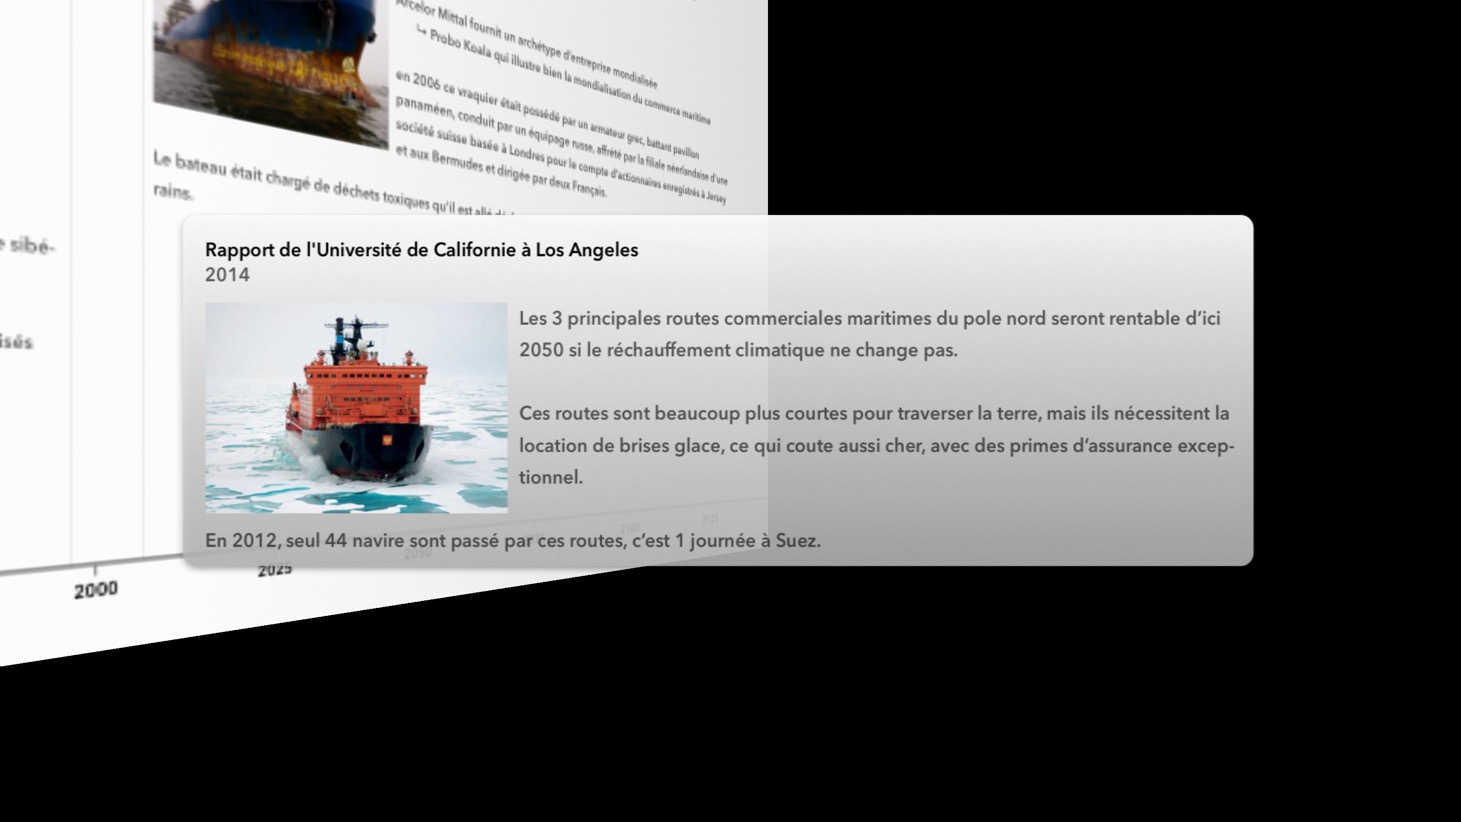 Arcelor Mittal fournit un archétype d'entreprise mondialisée
↳ Probo Koala qui illustre bien la mondialisation du commerce maritime
en 2006 ce vraquier était possédé par un armateur grec, battant pavillon
panaméen, conduit par un équipage russe, affrété par la filiale néerlandaise d'une
société suisse basée à Londres pour le compte d'actionnaires enregistrés à Jersey
et aux Bermudes et dirigée par deux Français.
Le bateau était chargé de déchets toxiques qu'il est allé
rains.
sibé-
isés
Rapport de l'Université de Californie à Los Angeles
2014
Les 3 principales routes commerciales maritimes du pole nord seront rentable d'ici
2050 si le réchauffement climatique ne change pas.
Ces routes sont beaucoup plus courtes pour traverser la terre, mais ils nécessitent la
location de brises glace, ce qui coute aussi cher, avec des primes d'assurance excep-
tionnel.
En 2012, seul 44 navire sont passé par ces routes, c'est 1 journée à Suez.
2000
2025
2050
2100
2125